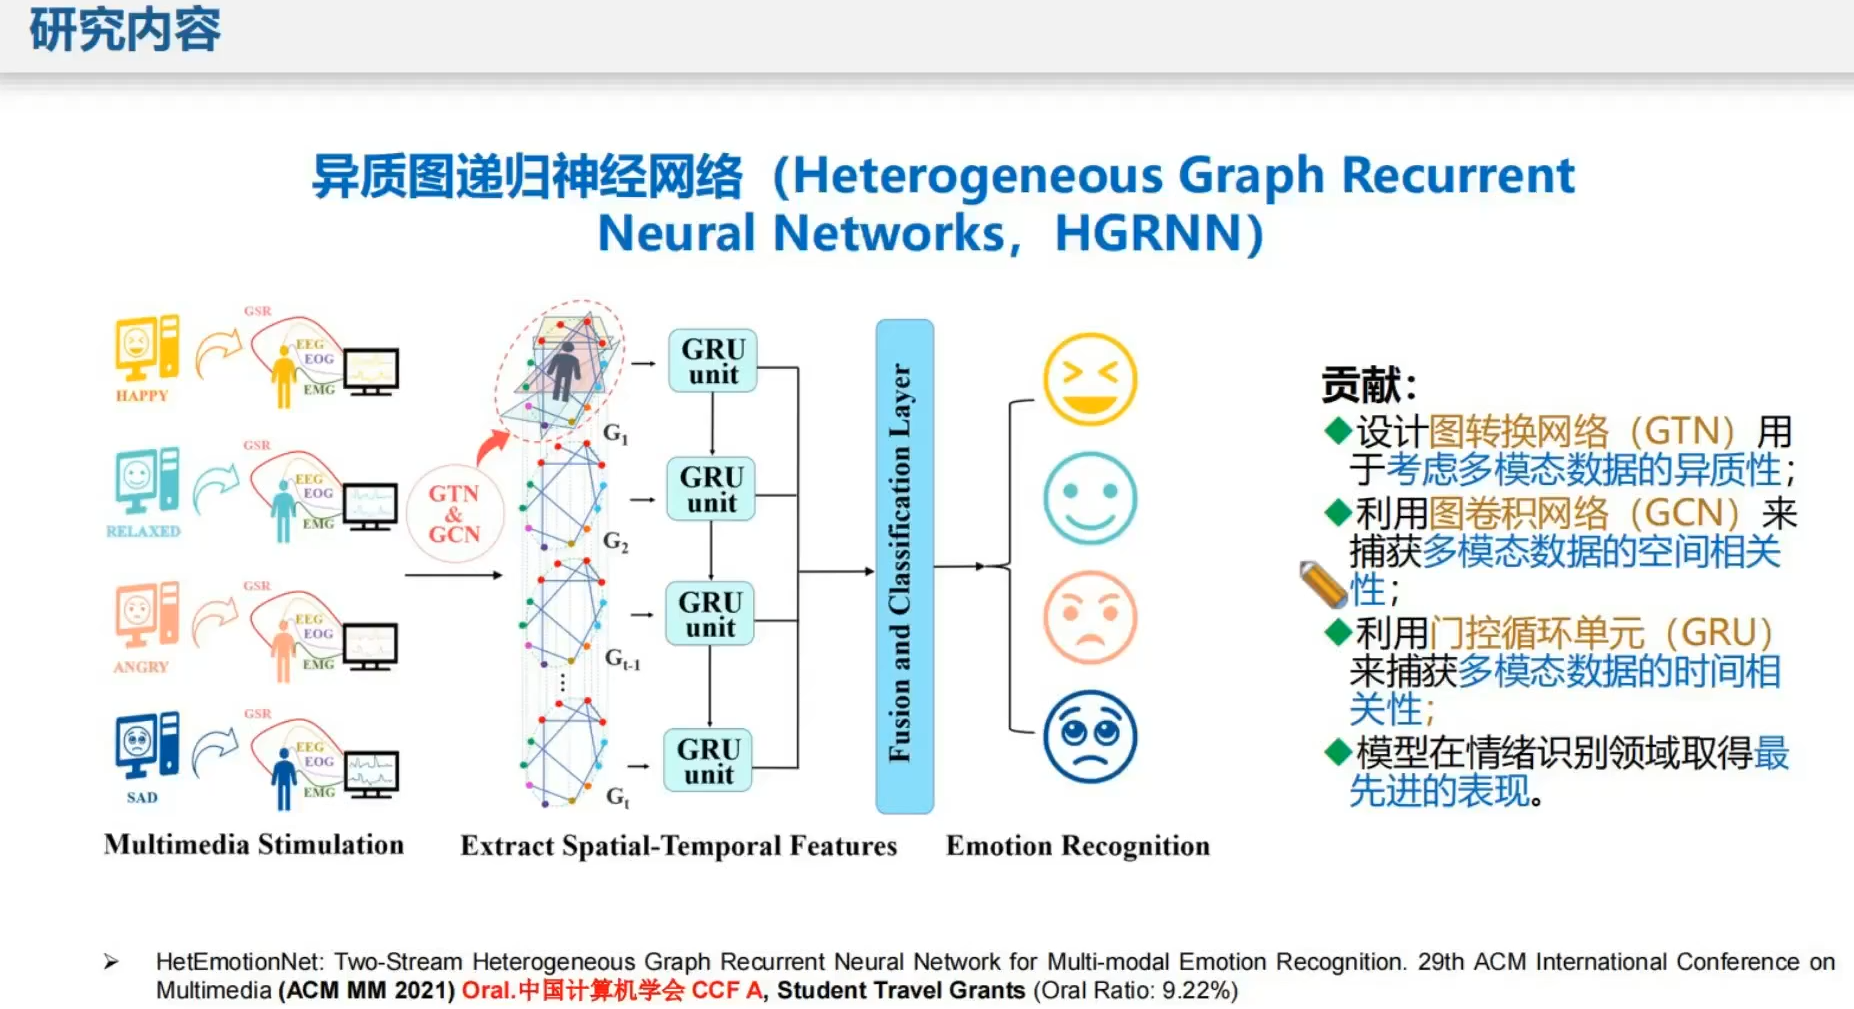 研究内容
异质图递归神经网络（Heterogeneous Graph Recurrent
Neural Networks，HGRNN）
GSR
EEG
EOG
EMG
HAPPY
GSR
EEG
EOG
EMG
RELAXED
GSR
EEG
EOG
EMG
ANGRY
GSR
EEG
EOG
EMG
SAD
Multimedia Stimulation
GTN
&
GCN
G1
G2
Gt-1
Gt
GRU
unit
GRU
unit
GRU
unit
GRU
unit
Extract Spatial-Temporal Features
Fusion and Classification Layer
Emotion Recognition
贡献：
设计图转换网络（GTN）用
于考虑多模态数据的异质性；
利用图卷积网络（GCN）来
捕获多模态数据的空间相关
性；
利用门控循环单元（GRU）
来捕获多模态数据的时间相
关性；
模型在情绪识别领域取得最
先进的表现。
HetEmotionNet: Two-Stream Heterogeneous Graph Recurrent Neural Network for Multi-modal Emotion Recognition. 29th ACM International Conference on
Multimedia (ACM MM 2021) Oral.中国计算机学会 CCF A, Student Travel Grants (Oral Ratio: 9.22%)